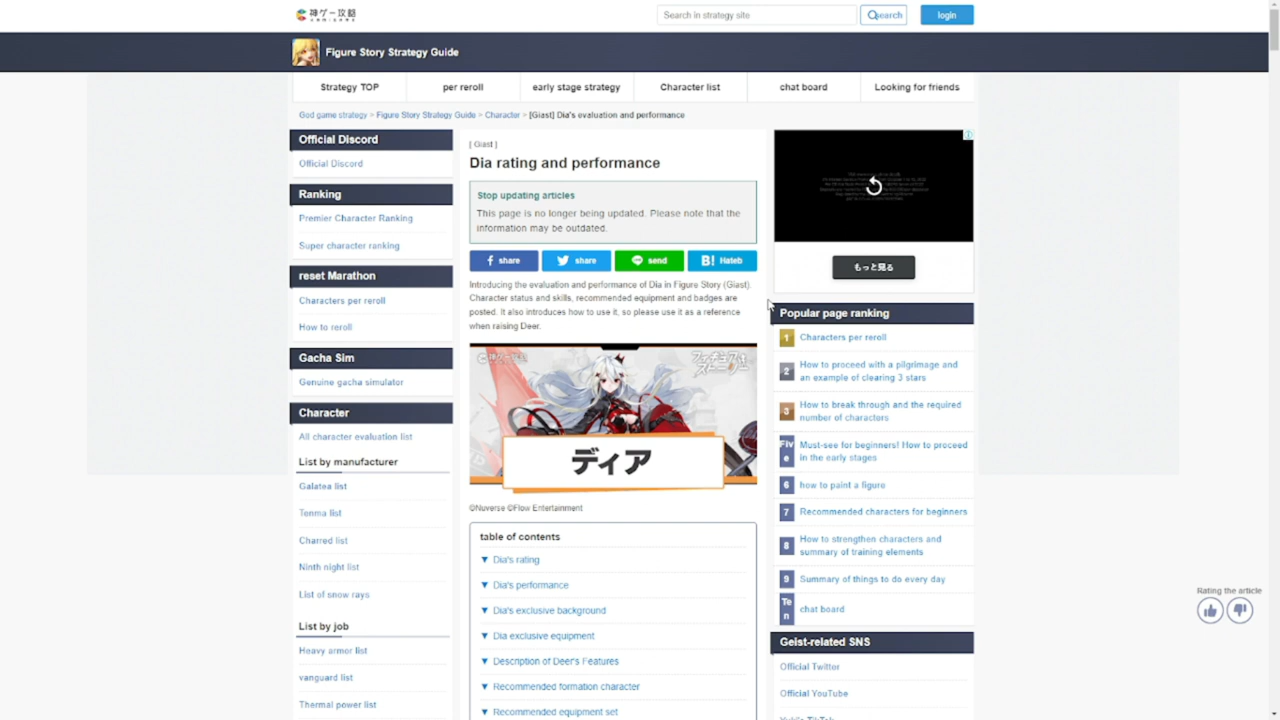 神ゲー攻略
Search in strategy site
Search
login
Figure Story Strategy Guide
Strategy TOP
per reroll
early stage strategy
Character list
chat board
Looking for friends
God game strategy > Figure Story Strategy Guide > Character > [Giast] Dia's evaluation and performance
Official Discord
Official Discord
Ranking
Premier Character Ranking
Super character ranking
reset Marathon
Characters per reroll
How to reroll
Gacha Sim
Genuine gacha simulator
Character
All character evaluation list
List by manufacturer
Galatea list
Tenma list
Charred list
Ninth night list
List of snow rays
List by job
Heavy armor list
vanguard list
Thermal power list
[ Giast ]
Dia rating and performance
Stop updating articles
This page is no longer being updated. Please note that the
information may be outdated.
share
share
send
B! Hateb
Introducing the evaluation and performance of Dia in Figure Story (Giast).
Character status and skills, recommended equipment and badges are
posted. It also introduces how to use it, so please use it as a reference
when raising Deer.
神ゲー攻略
ディア
©Nuverse ©Flow Entertainment
table of contents
▼ Dia's rating
▼ Dia's performance
▼ Dia's exclusive background
▼ Dia exclusive equipment
▼ Description of Deer's Features
▼ Recommended formation character
▼ Recommended equipment set
もっと見る
Popular page ranking
1 Characters per reroll
2 How to proceed with a pilgrimage and
an example of clearing 3 stars
3 How to break through and the required
number of characters
Five Must-see for beginners! How to proceed
in the early stages
6 how to paint a figure
7 Recommended characters for beginners
8 How to strengthen characters and
summary of training elements
9 Summary of things to do every day
Ten chat board
Geist-related SNS
Official Twitter
Official YouTube
Rating the article